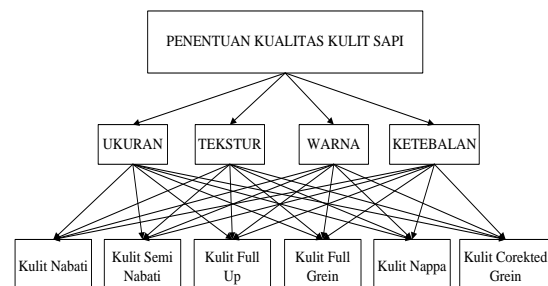 PENENTUAN KUALITAS KULIT SAPI
UKURAN
TEKSTUR
WARNA
KETEBALAN
Kulit Nabati
Kulit Semi
Nabati
Kulit Full
Up
Kulit Full
Grein
Kulit Nappa
Kulit Corekted
Grein